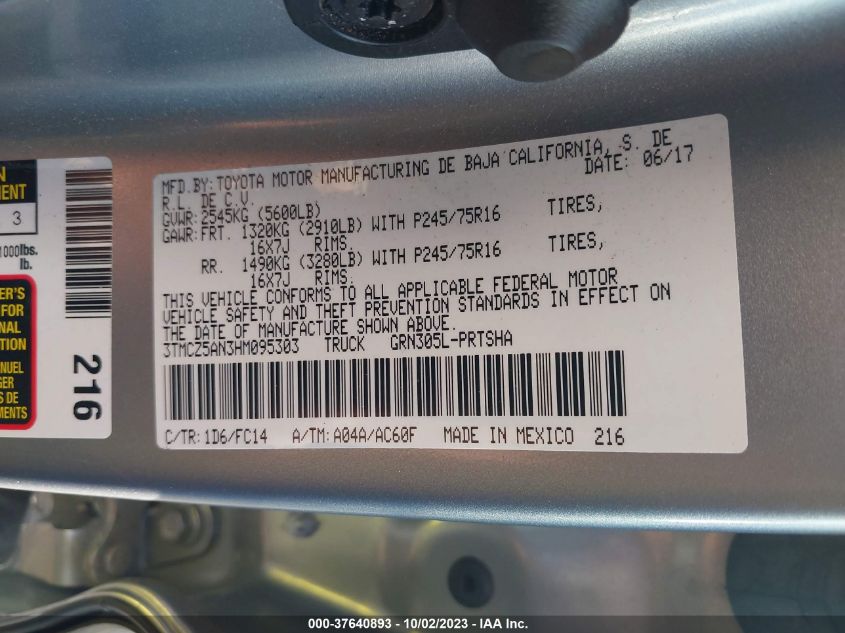 MFD.BY:TOYOTA MOTOR MANUFACTURING DE BAJA CALIFORNIA, S. DE
R.L. DE C.V. DATE: 06/17
GVWR: 2545KG (5600LB)
GAWR:FRT. 1320KG (2910LB) WITH P245/75R16 TIRES,
16X7J RIMS.
RR. 1490KG (3280LB) WITH P245/75R16 TIRES,
16X7J RIMS.
THIS VEHICLE CONFORMS TO ALL APPLICABLE FEDERAL MOTOR
VEHICLE SAFETY AND THEFT PREVENTION STANDARDS IN EFFECT ON
THE DATE OF MANUFACTURE SHOWN ABOVE.
3TMCZ5AN3HM095303 TRUCK GRN305L-PRTSHA
C/TR:1D6/FC14 A/TM:A04A/AC60F MADE IN MEXICO 216
3
1000lbs.
lb.
216
000-37640893 - 10/02/2023 - IAA Inc.